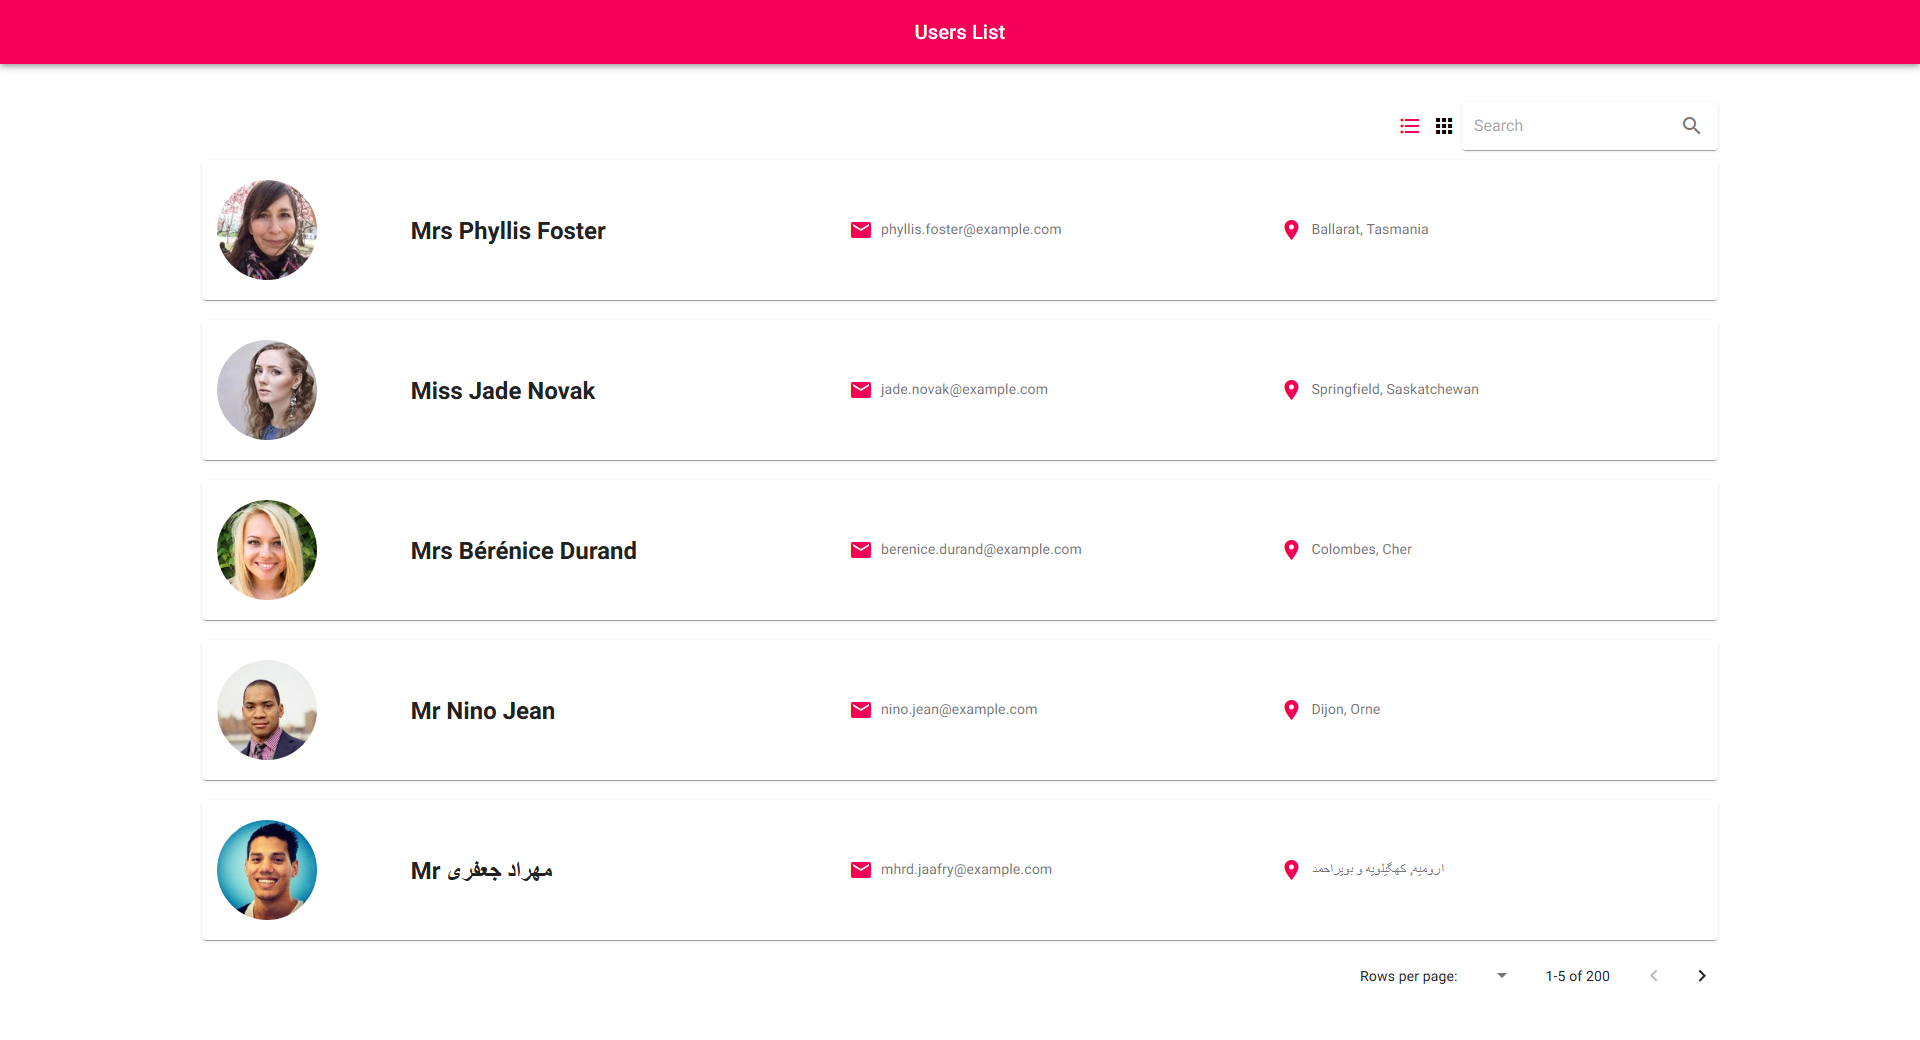 Users List
Search
Mrs Phyllis Foster
phyllis.foster@example.com
Ballarat, Tasmania
Miss Jade Novak
jade.novak@example.com
Springfield, Saskatchewan
Mrs Bérénice Durand
berenice.durand@example.com
Colombes, Cher
Mr Nino Jean
nino.jean@example.com
Dijon, Orne
Mr مهراد جعفری
mhrd.jaafry@example.com
ارومیه, کهگیلویه و بویراحمد
Rows per page:
1-5 of 200